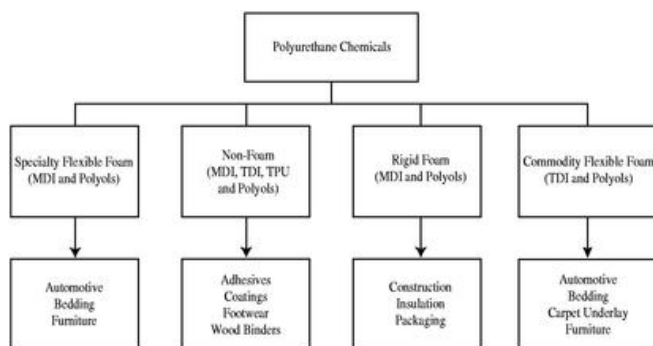 Polyurethane Chemicals
Specialty Flexible Foam
(MDI and Polyols)
Non-Foam
(MDI, TDI, TPU
and Polyols)
Rigid Foam
(MDI and Polyols)
Commodity Flexible Foam
(TDI and Polyols)
Automotive
Bedding
Furniture
Adhesives
Coatings
Footwear
Wood Binders
Construction
Insulation
Packaging
Automotive
Bedding
Carpet Underlay
Furniture